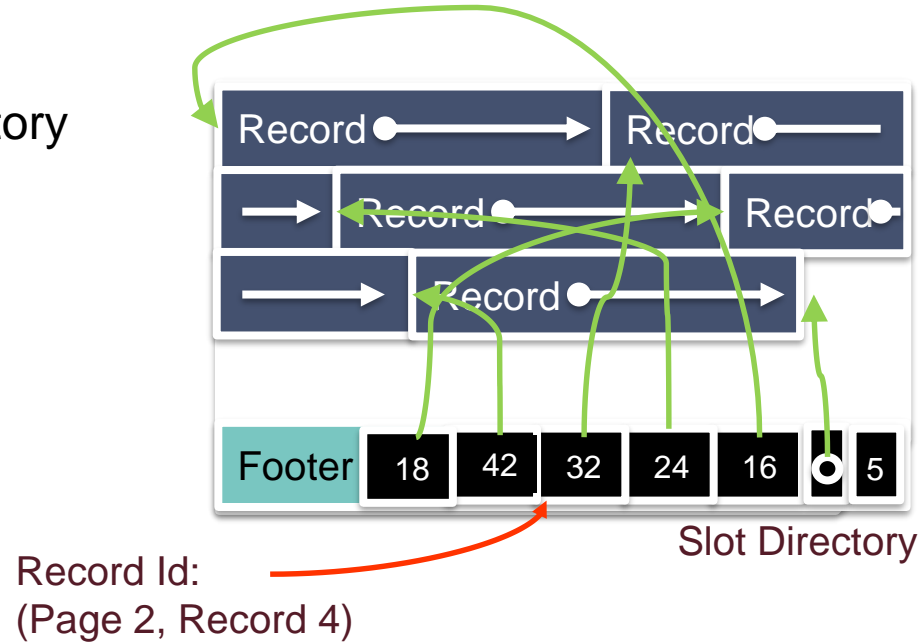 tory
Record Record
Record Record
Record
Footer 18 42 32 24 16 5
Slot Directory
Record Id:
(Page 2, Record 4)